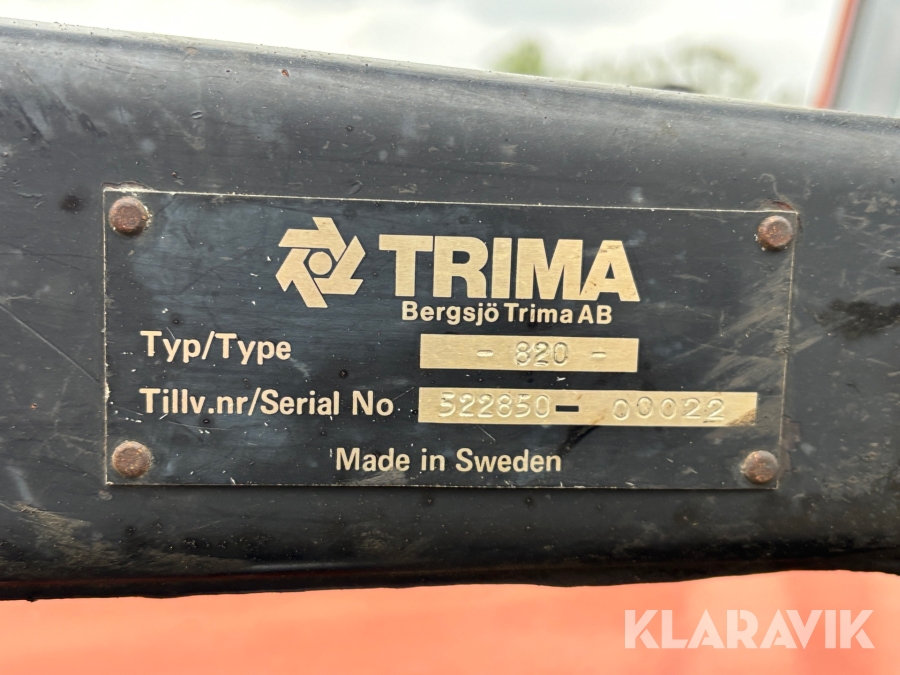 TRIMA
Bergsjö Trima AB
Typ/Type - 820 -
Tillv.nr/Serial No 522850- 00022
Made in Sweden
KLARAVIK